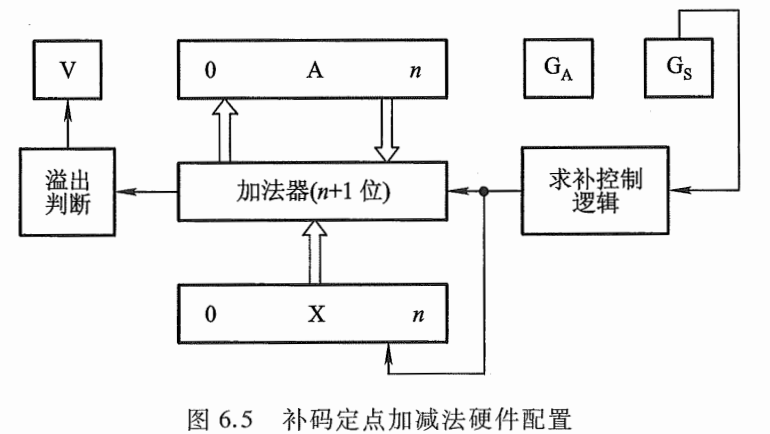 V
0 A n
G_A
G_S
溢出
判断
加法器(n+1 位)
求补控制
逻辑
0 X n
图 6.5 补码定点加减法硬件配置